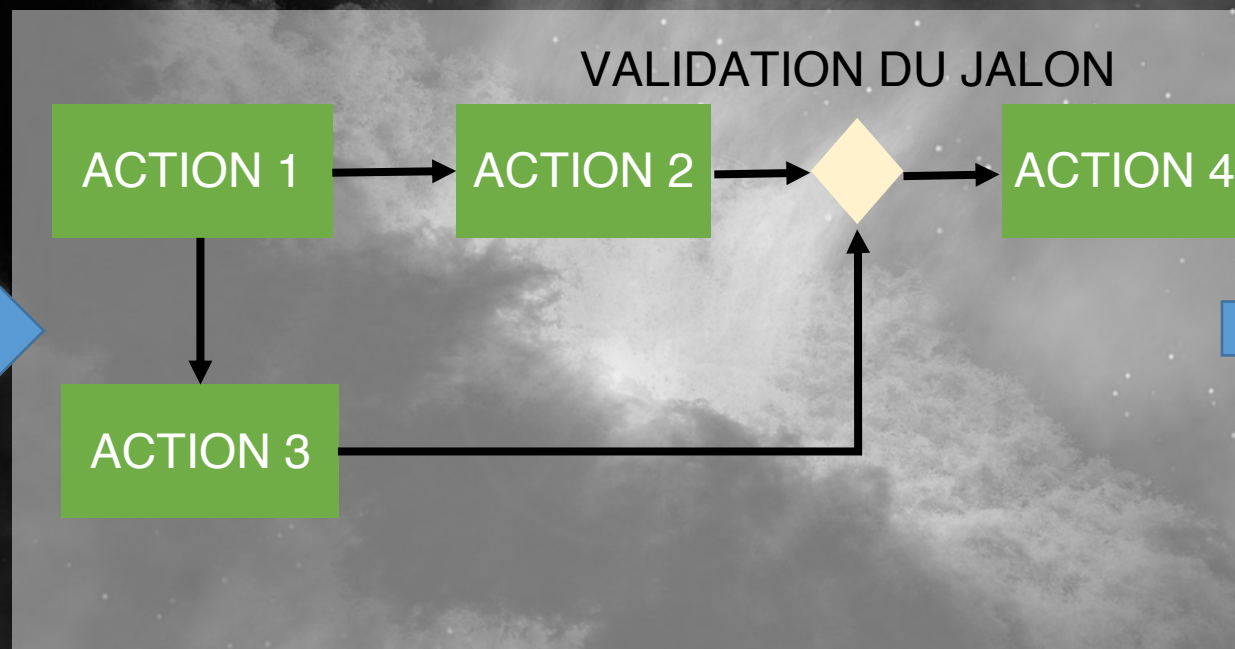 VALIDATION DU JALON
ACTION 1
ACTION 2
ACTION 4
ACTION 3